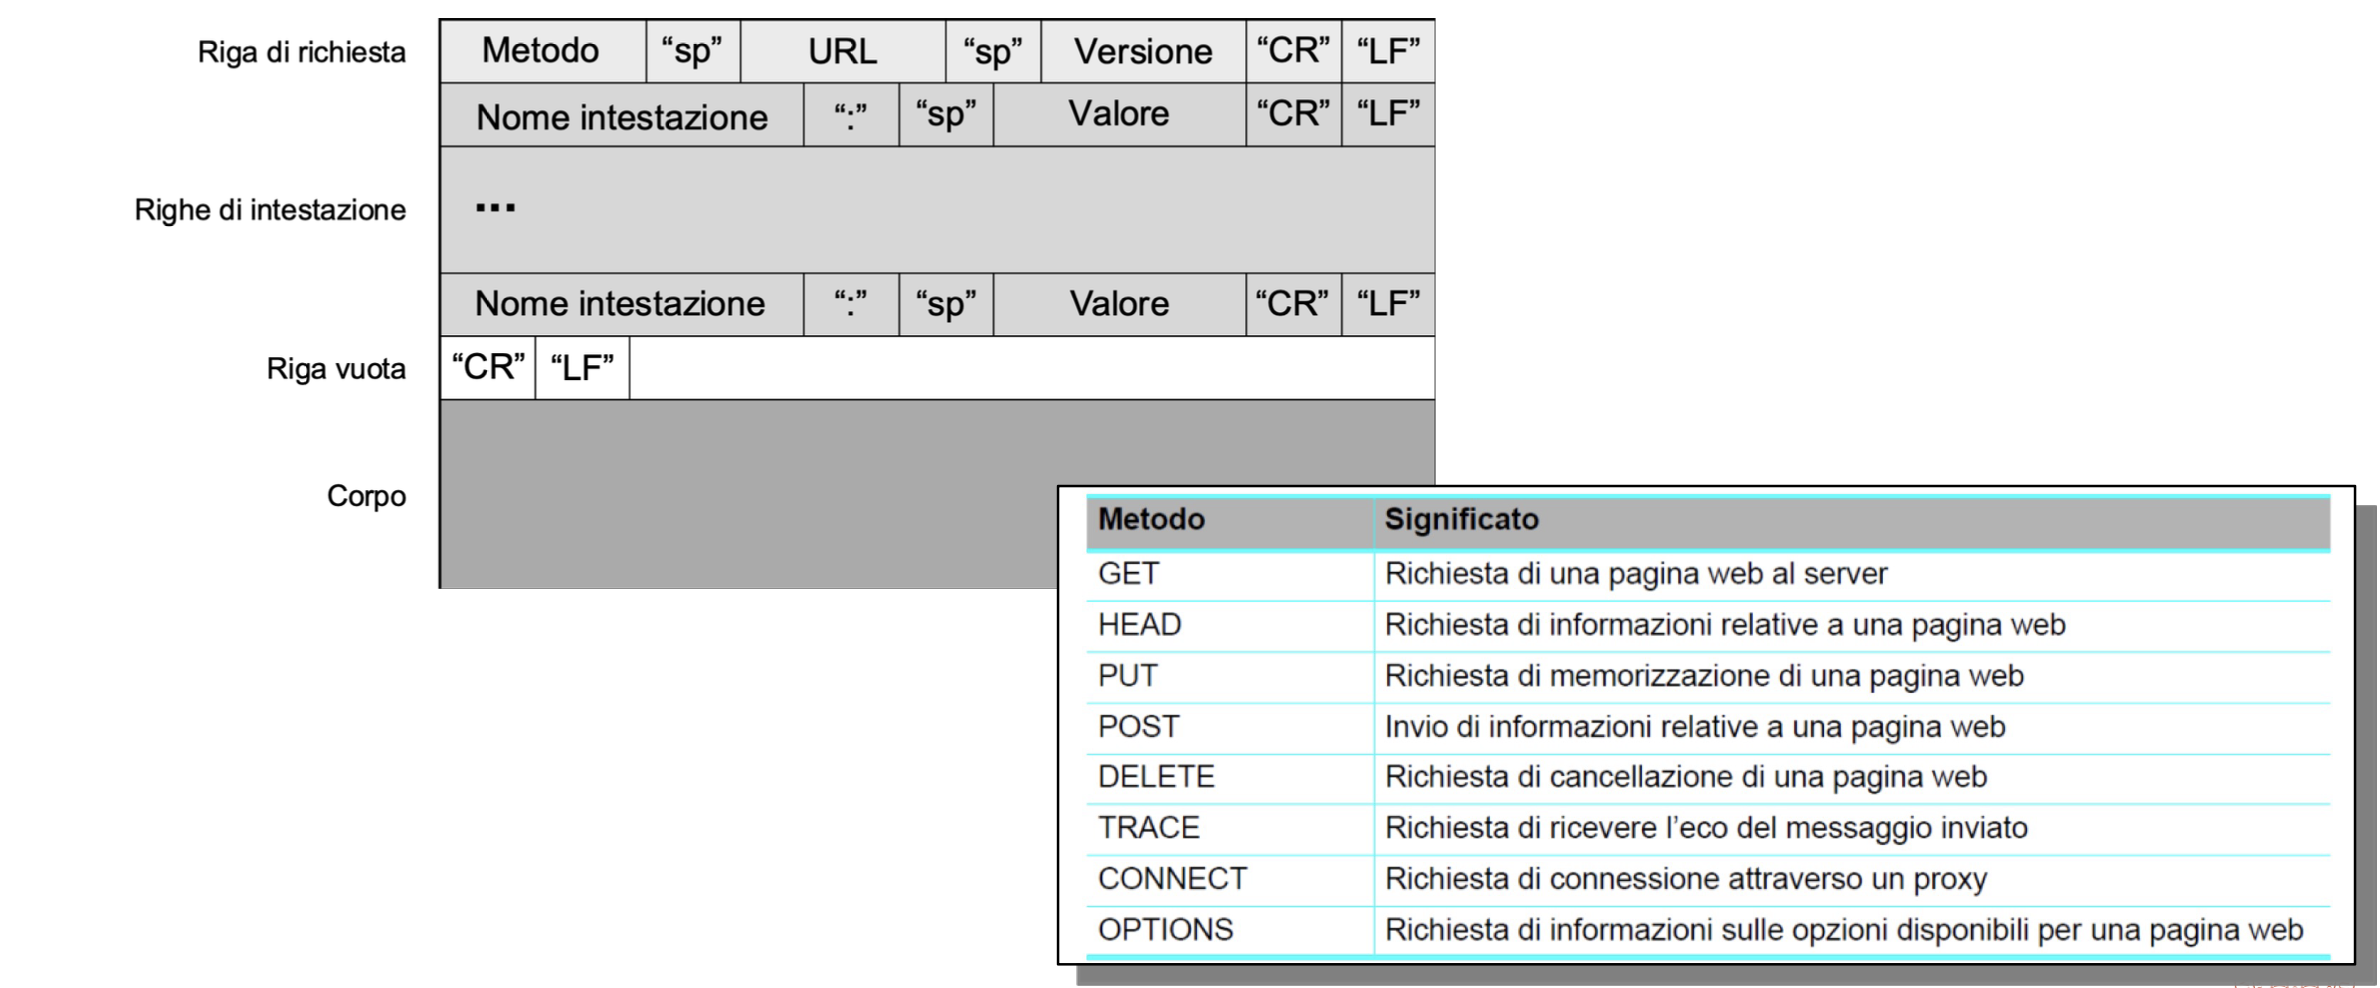 Riga di richiesta Metodo “sp” URL “sp” Versione “CR” “LF”
Nome intestazione “:” “sp” Valore “CR” “LF”
Righe di intestazione ...
Nome intestazione “:” “sp” Valore “CR” “LF”
Riga vuota “CR” “LF”
Corpo
Metodo Significato
GET Richiesta di una pagina web al server
HEAD Richiesta di informazioni relative a una pagina web
PUT Richiesta di memorizzazione di una pagina web
POST Invio di informazioni relative a una pagina web
DELETE Richiesta di cancellazione di una pagina web
TRACE Richiesta di ricevere l’eco del messaggio inviato
CONNECT Richiesta di connessione attraverso un proxy
OPTIONS Richiesta di informazioni sulle opzioni disponibili per una pagina web